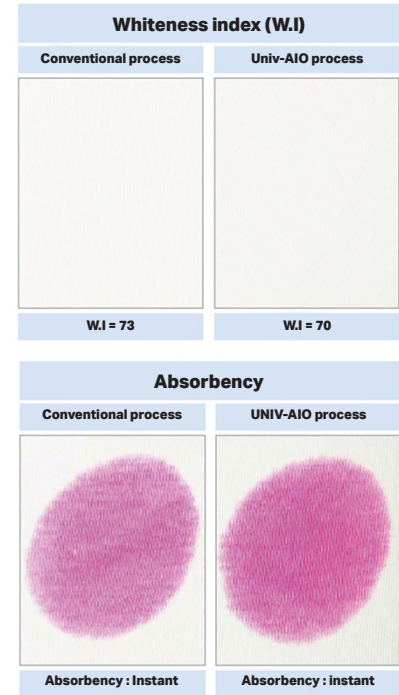 Whiteness index (W.I)
Conventional process
Univ-AIO process
W.I = 73
W.I = 70
Absorbency
Conventional process
UNIV-AIO process
Absorbency : Instant
Absorbency : instant